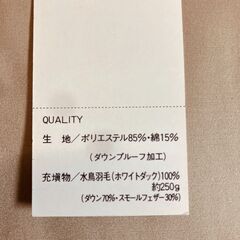 QUALITY
生 地／ポリエステル85%・綿15%
（ダウンプルーフ加工）
充填物／水鳥羽毛(ホワイトダック)100%
約250g
(ダウン70%・スモールフェザー30%)